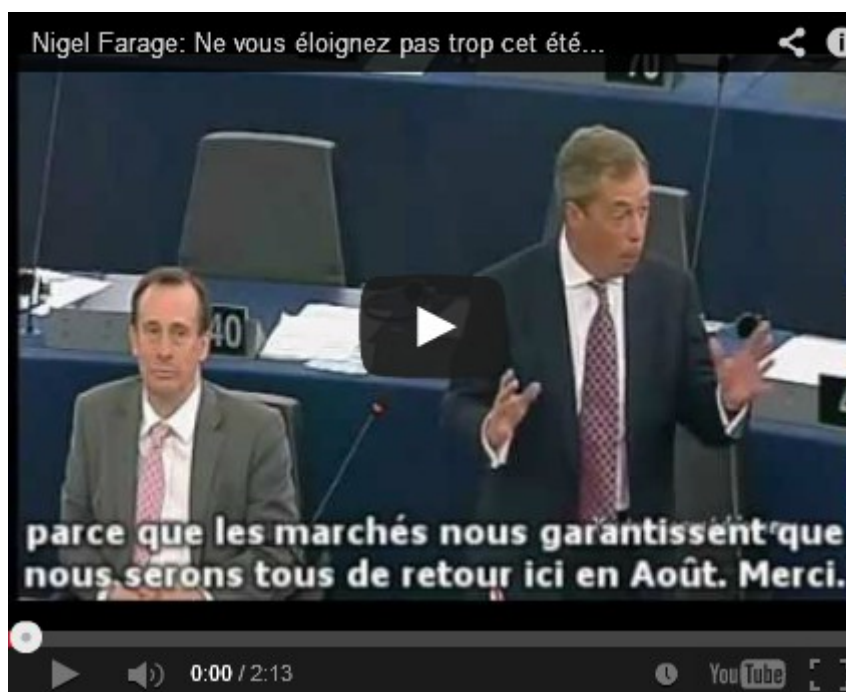 Nigel Farage: Ne vous éloignez pas trop cet été...
70
40
parce que les marchés nous garantissent que
nous serons tous de retour ici en Août. Merci.
0:00 / 2:13
YouTube